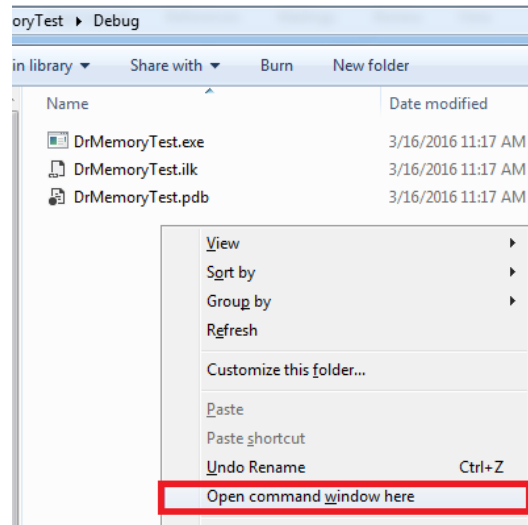 oryTest ▸ Debug
in library ▾ Share with ▾ Burn New folder
Name Date modified
DrMemoryTest.exe 3/16/2016 11:17 AM
DrMemoryTest.ilk 3/16/2016 11:17 AM
DrMemoryTest.pdb 3/16/2016 11:17 AM
View
Sort by
Group by
Refresh
Customize this folder...
Paste
Paste shortcut
Undo Rename Ctrl+Z
Open command window here